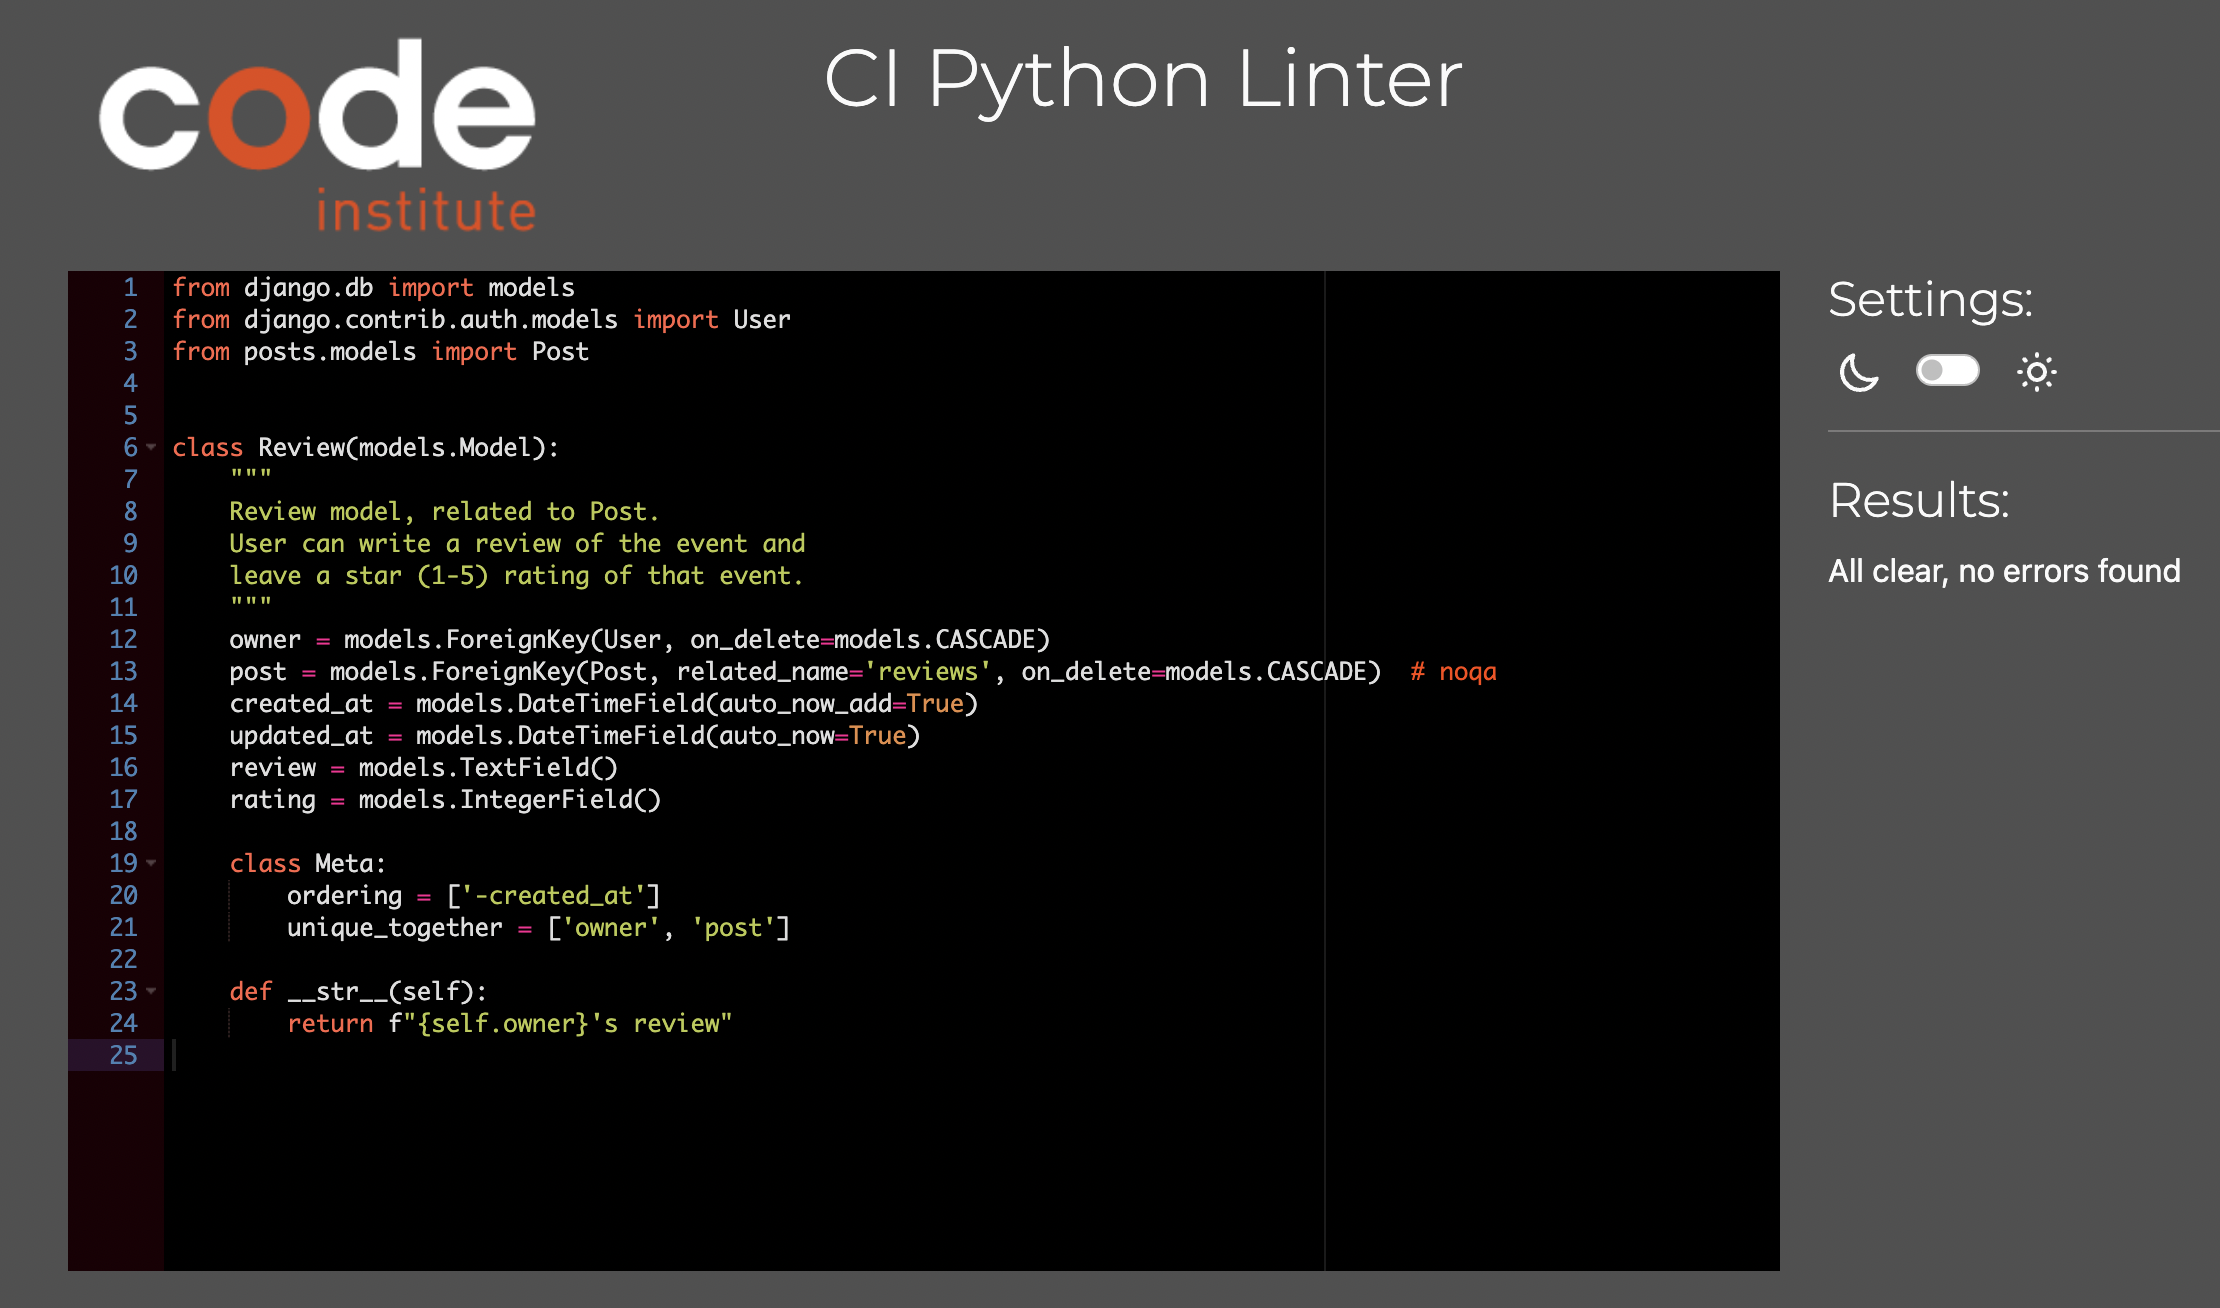 code
institute
CI Python Linter
1 from django.db import models
2 from django.contrib.auth.models import User
3 from posts.models import Post
4
5
6 class Review(models.Model):
7     """
8     Review model, related to Post.
9     User can write a review of the event and
10     leave a star (1-5) rating of that event.
11     """
12     owner = models.ForeignKey(User, on_delete=models.CASCADE)
13     post = models.ForeignKey(Post, related_name='reviews', on_delete=models.CASCADE)  # noqa
14     created_at = models.DateTimeField(auto_now_add=True)
15     updated_at = models.DateTimeField(auto_now=True)
16     review = models.TextField()
17     rating = models.IntegerField()
18
19     class Meta:
20         ordering = ['-created_at']
21         unique_together = ['owner', 'post']
22
23     def __str__(self):
24         return f"{self.owner}'s review"
25
Settings:
Results:
All clear, no errors found